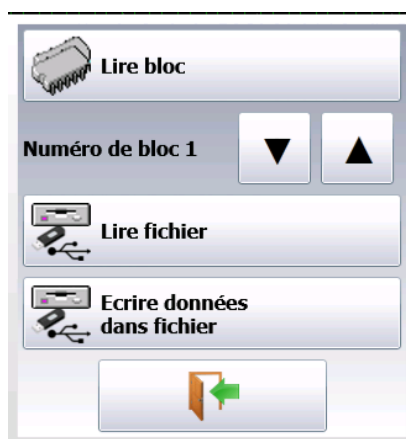 Lire bloc
Numéro de bloc 1
Lire fichier
Ecrire données
dans fichier